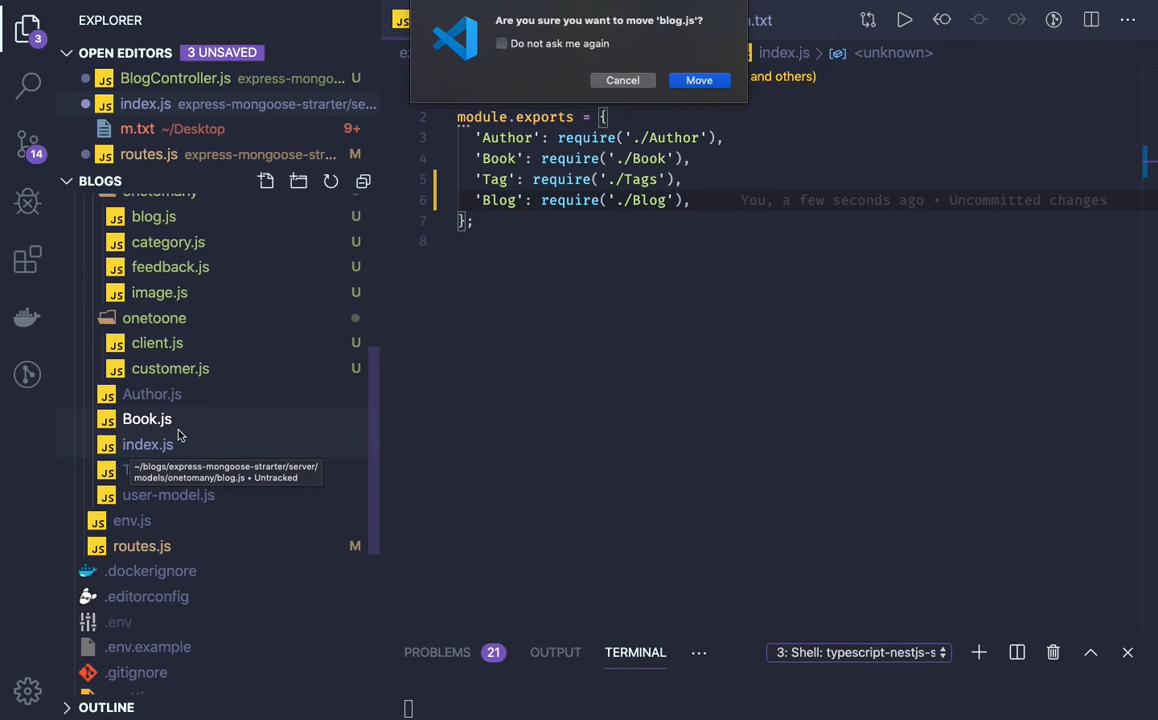 EXPLORER
OPEN EDITORS 3 UNSAVED
BlogController.js express-mongo... U
index.js express-mongoose-strarter/se...
m.txt ~/Desktop 9+
routes.js express-mongoose-str... M
BLOGS
onetomany
blog.js U
category.js U
feedback.js U
image.js U
onetoone
client.js U
customer.js U
Author.js
Book.js
index.js
~/blogs/express-mongoose-strarter/server/
models/onetomany/blog.js • Untracked
user-model.js
env.js
routes.js M
.dockerignore
.editorconfig
.env
.env.example
.gitignore
OUTLINE
3
14
Are you sure you want to move 'blog.js'?
Do not ask me again
Cancel Move
.txt
index.js > <unknown>
and others)
2 module.exports = {
3 'Author': require('./Author'),
4 'Book': require('./Book'),
5 'Tag': require('./Tags'),
6 'Blog': require('./Blog'), You, a few seconds ago • Uncommitted changes
7 };
8
PROBLEMS 21 OUTPUT TERMINAL ... 3: Shell: typescript-nestjs-s